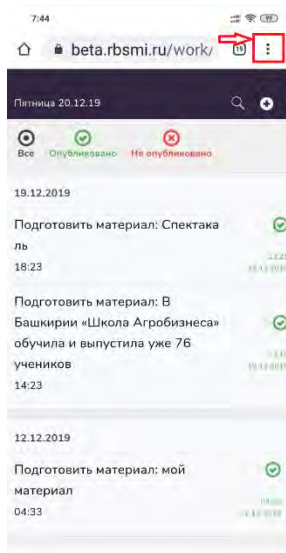 7:44
beta.rbsmi.ru/work/
Пятница 20.12.19
Все Опубликовано Не опубликовано
19.12.2019
Подготовить материал: Спектака
ль
18:23
Подготовить материал: В
Башкирии «Школа Агробизнеса»
обучила и выпустила уже 76
учеников
14:23
12.12.2019
Подготовить материал: мой
материал
04:33